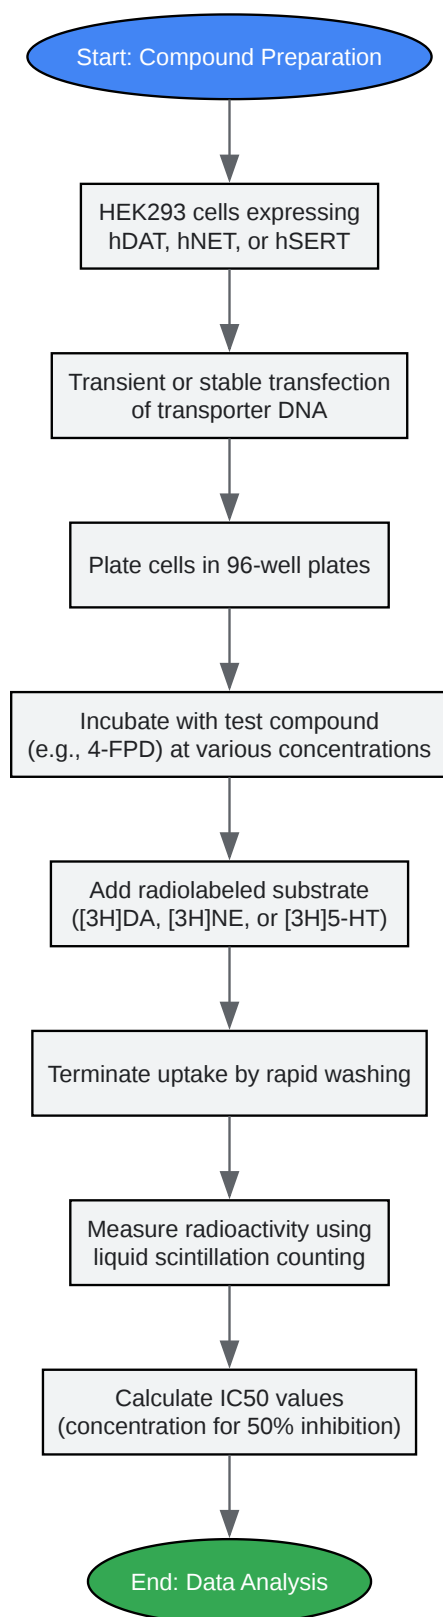 Start: Compound Preparation
HEK293 cells expressing
hDAT, hNET, or hSERT
Transient or stable transfection
of transporter DNA
Plate cells in 96-well plates
Incubate with test compound
(e.g., 4-FPD) at various concentrations
Add radiolabeled substrate
([3H]DA, [3H]NE, or [3H]5-HT)
Terminate uptake by rapid washing
Measure radioactivity using
liquid scintillation counting
Calculate IC50 values
(concentration for 50% inhibition)
End: Data Analysis